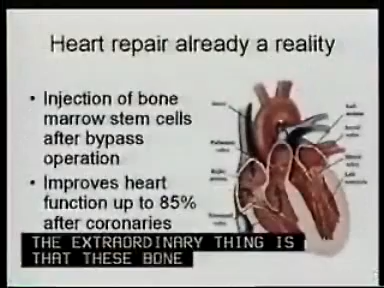 Heart repair already a reality
• Injection of bone
marrow stem cells
after bypass
operation
• Improves heart
function up to 85%
after coronaries
THE EXTRAORDINARY THING IS
THAT THESE BONE